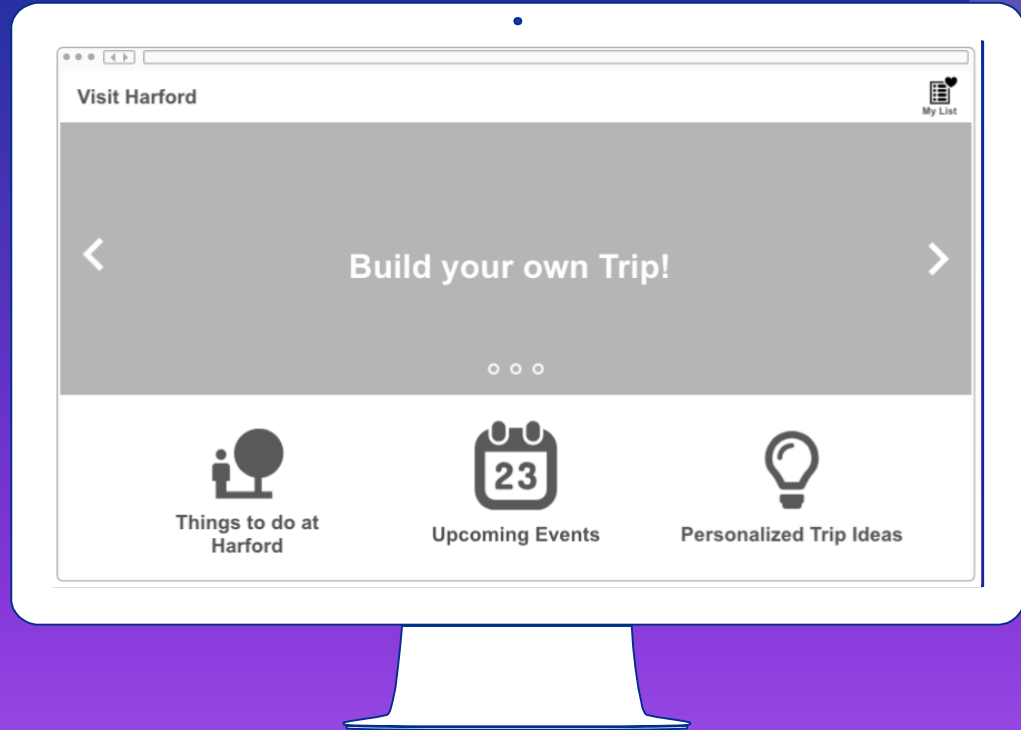 Visit Harford
My List
Build your own Trip!
23
Things to do at
Harford
Upcoming Events
Personalized Trip Ideas